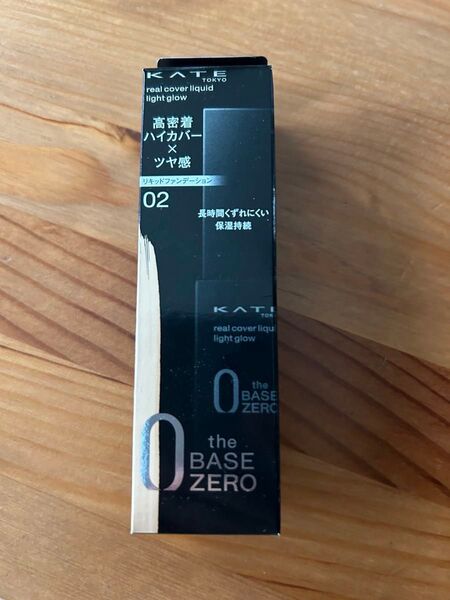 KATE
TOKYO
real cover liquid
light glow
高密着
ハイカバー
×
ツヤ感
リキッドファンデーション
02
長時間くずれにくい
保湿持続
KATE
TOK
real cover liqui
light glow
0 the
BASE
ZERO
0 the
BASE
ZERO